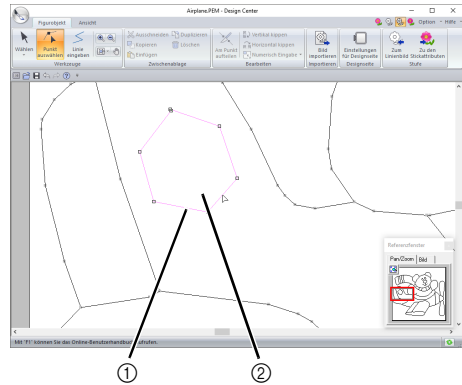 Airplane.PEM - Design Center
Figurobjekt Ansicht
Option Hilfe
Wählen
Punkt auswählen
Linie eingeben
Werkzeuge
Ausschneiden
Duplizieren
Kopieren
Löschen
Einfügen
Zwischenablage
Am Punkt aufteilen
Vertikal kippen
Horizontal kippen
Numerisch Eingabe
Bearbeiten
Bild importieren
Importieren
Einstellungen für Designseite
Designseite
Zum Linienbild
Zu den Stickattributen
Stufe
Referenzfenster
Pan/Zoom Bild
Mit "F1" können Sie das Online-Benutzerhandbuch aufrufen.
① ②